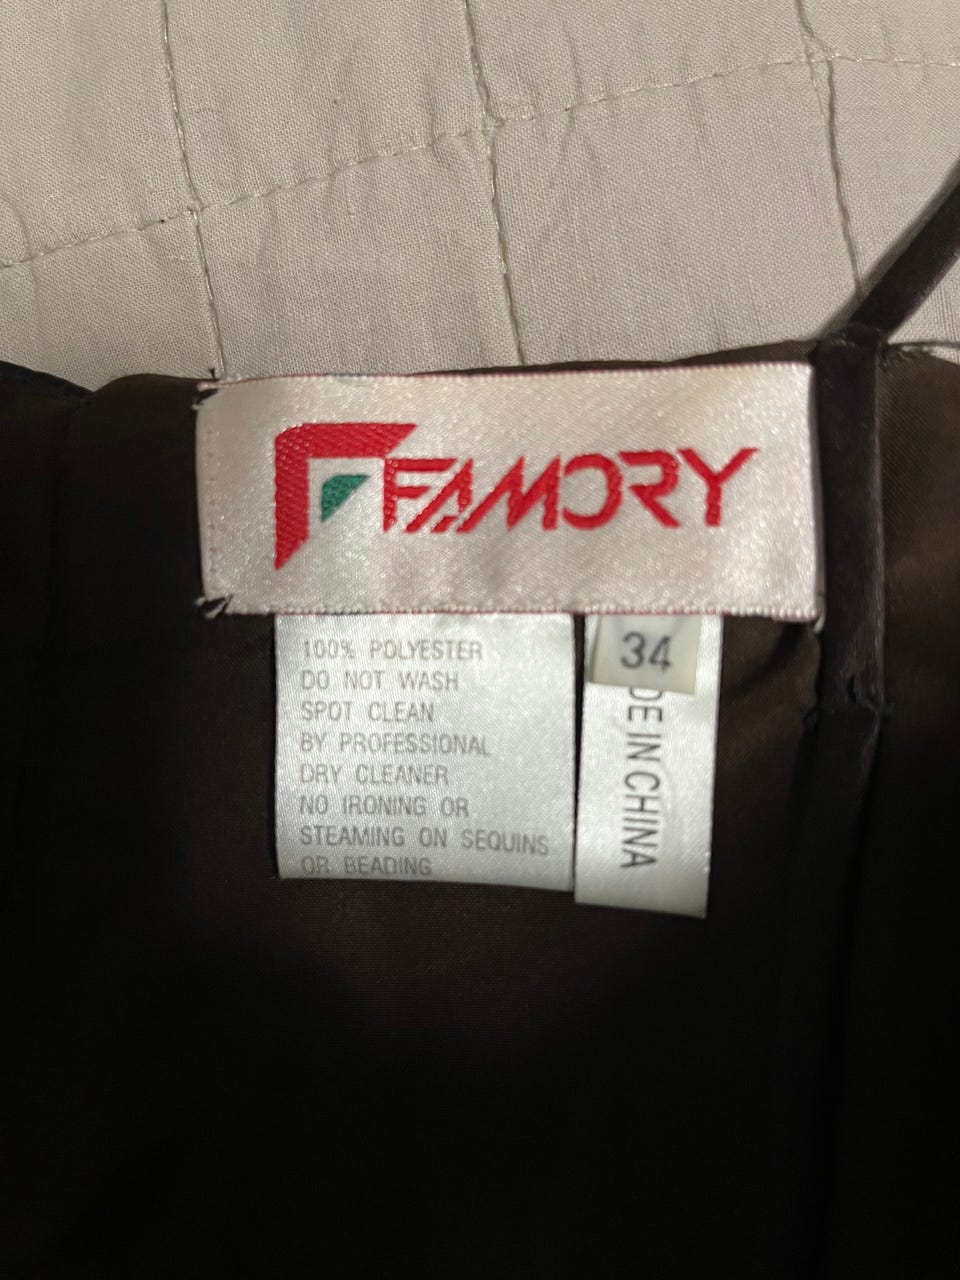 FAMORY
100% POLYESTER
DO NOT WASH
SPOT CLEAN
BY PROFESSIONAL
DRY CLEANER
NO IRONING OR
STEAMING ON SEQUINS
OR BEADING
34
DE IN CHINA